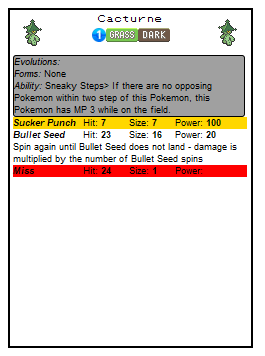 Cacturne
1 GRASS DARK
Evolutions:
Forms: None
Ability: Sneaky Steps> If there are no opposing
Pokemon within two step of this Pokemon, this
Pokemon has MP 3 while on the field.
Sucker Punch Hit: 7 Size: 7 Power: 100
Bullet Seed Hit: 23 Size: 16 Power: 20
Spin again until Bullet Seed does not land - damage is
multiplied by the number of Bullet Seed spins
Miss Hit: 24 Size: 1 Power: